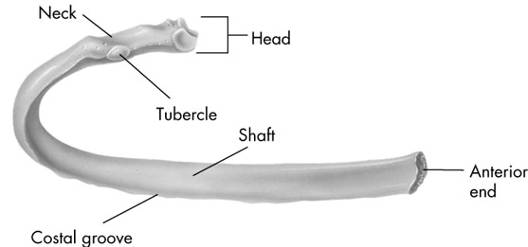 Neck
Head
Tubercle
Shaft
Anterior
end
Costal groove